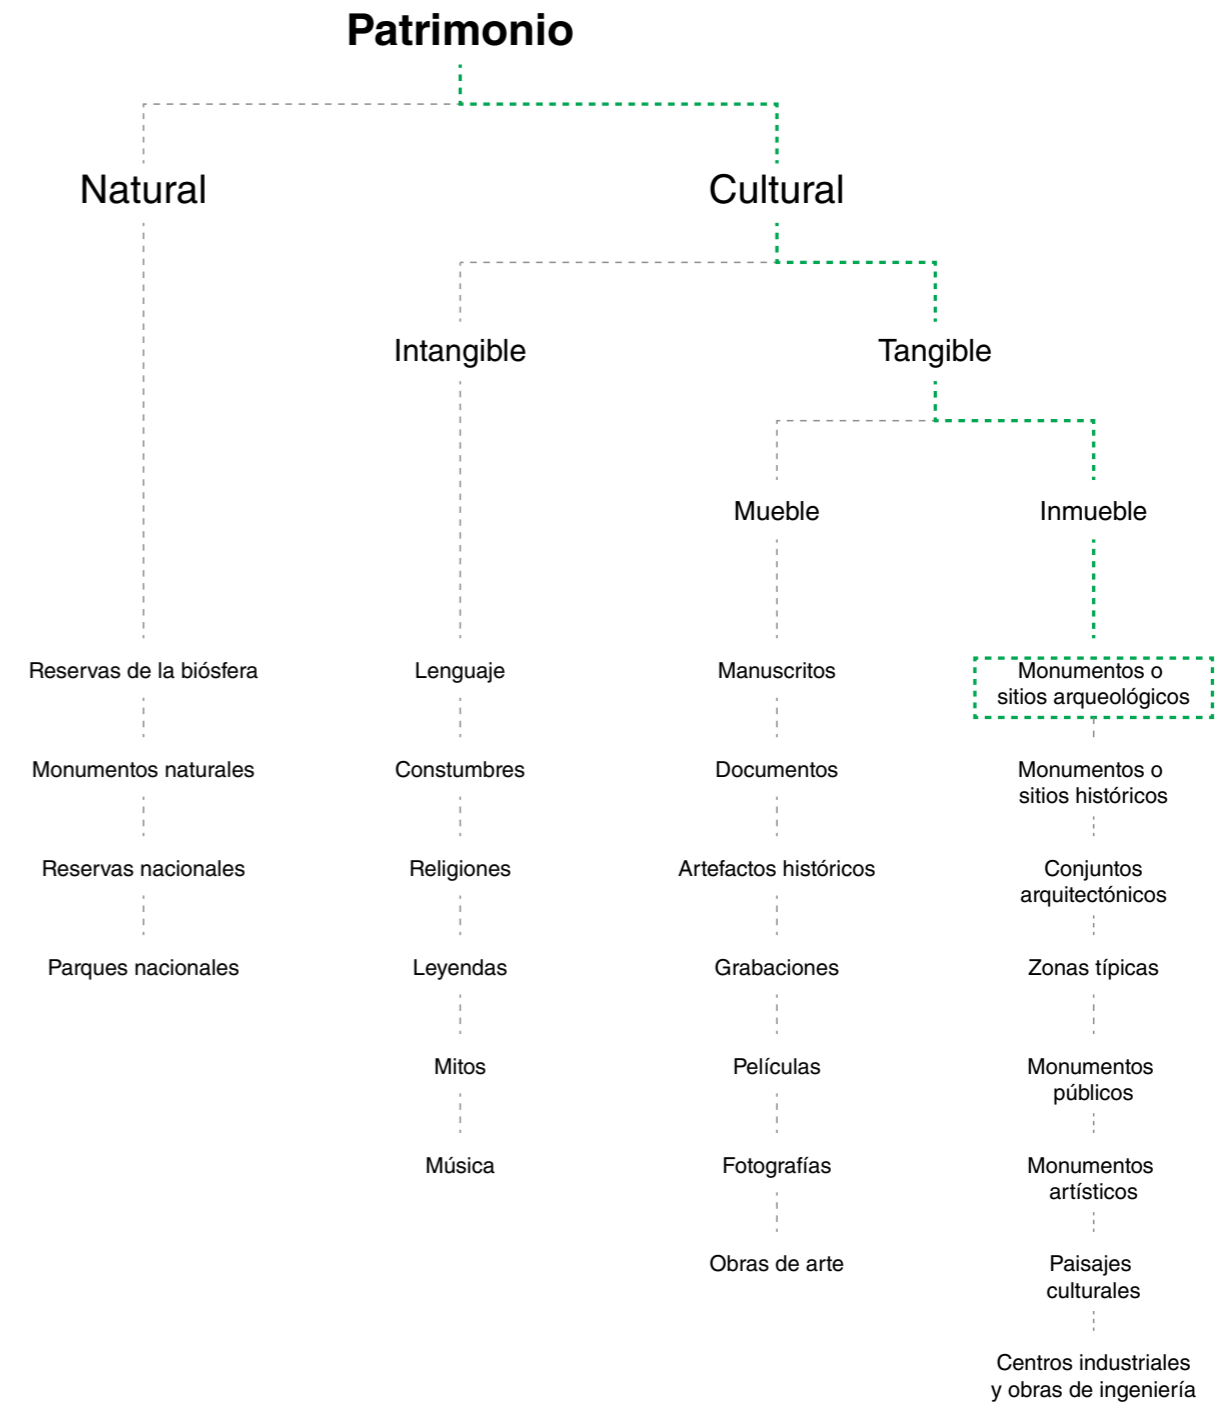 Patrimonio
Natural
Cultural
Intangible
Tangible
Mueble
Inmueble
Reservas de la biósfera
Monumentos naturales
Reservas nacionales
Parques nacionales
Lenguaje
Constumbres
Religiones
Leyendas
Mitos
Música
Manuscritos
Documentos
Artefactos históricos
Grabaciones
Películas
Fotografías
Obras de arte
Monumentos o
sitios arqueológicos
Monumentos o
sitios históricos
Conjuntos
arquitectónicos
Zonas típicas
Monumentos
públicos
Monumentos
artísticos
Paisajes
culturales
Centros industriales
y obras de ingeniería